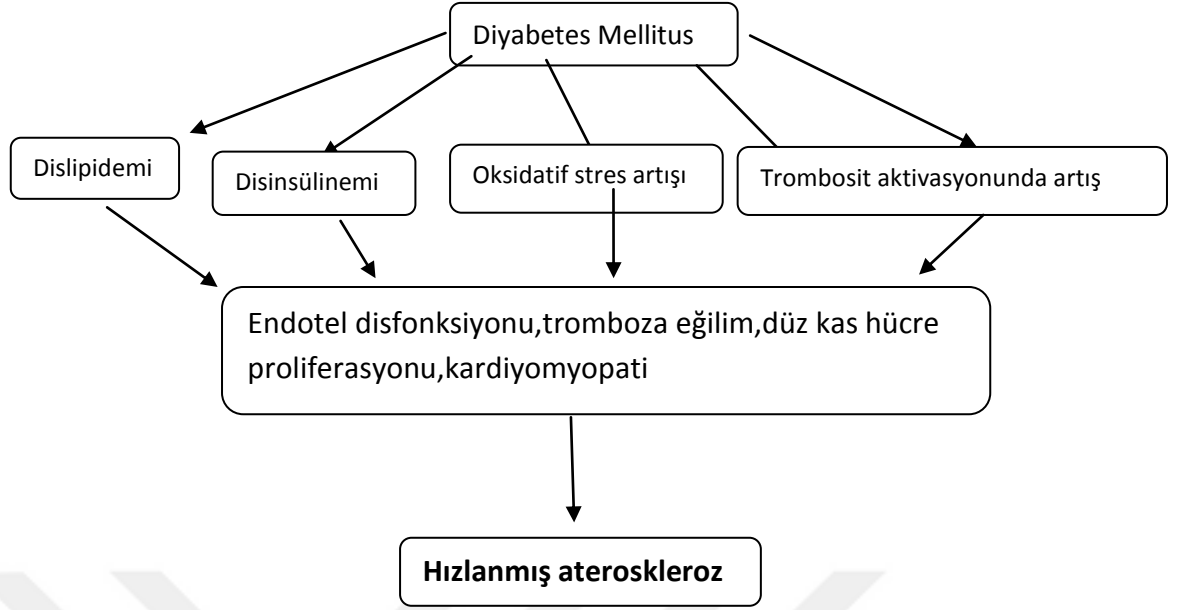 Diyabetes Mellitus
Dislipidemi
Disinsülinemi
Oksidatif stres artışı
Trombosit aktivasyonunda artış
Endotel disfonksiyonu,tromboza eğilim,düz kas hücre
proliferasyonu,kardiyomyopati
Hızlanmış ateroskleroz